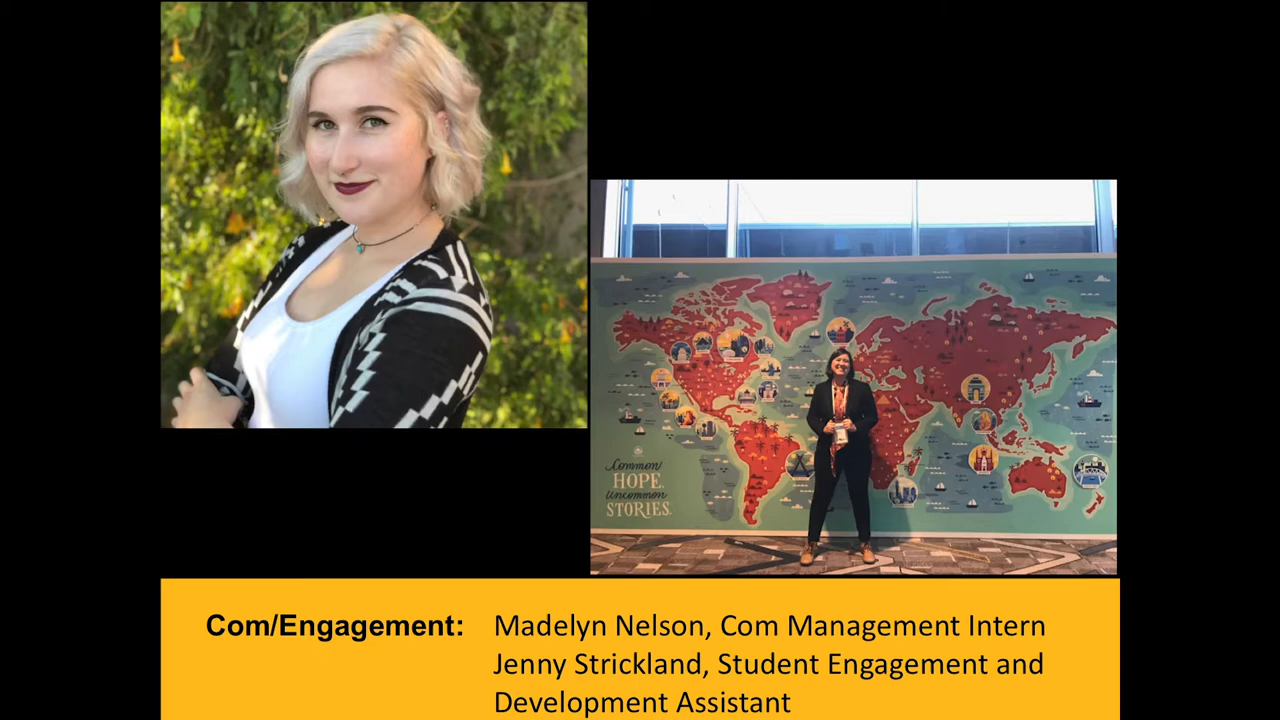 Common
HOPE.
Uncommon
STORIES.
Com/Engagement: Madelyn Nelson, Com Management Intern
Jenny Strickland, Student Engagement and
Development Assistant